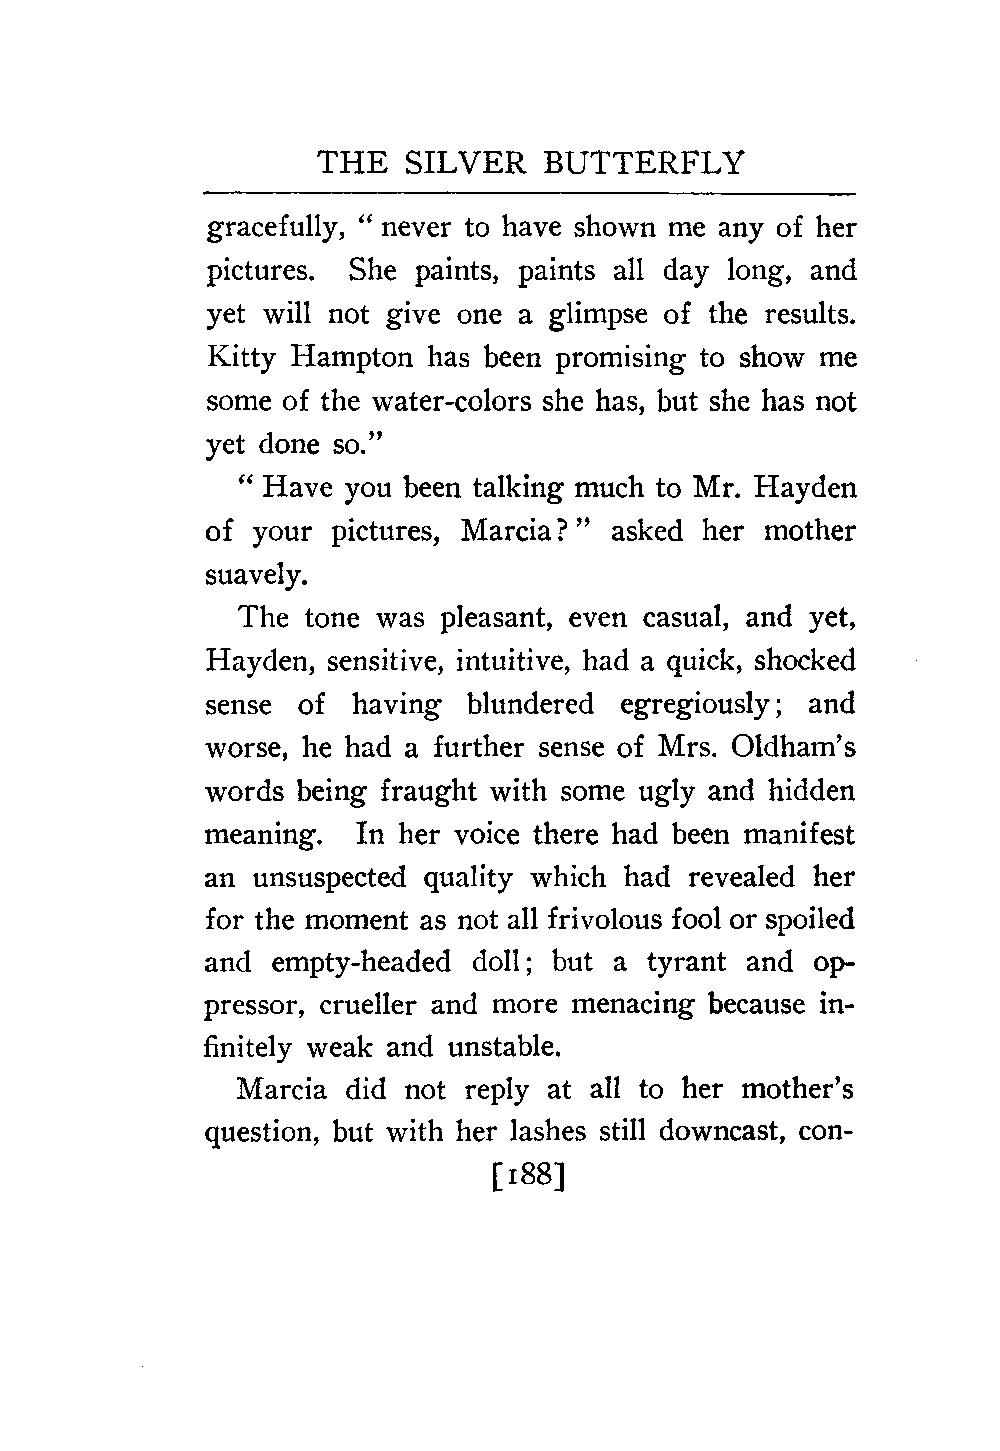 THE SILVER BUTTERFLY
gracefully, “ never to have shown me any of her
pictures. She paints, paints all day long, and
yet will not give one a glimpse of the results.
Kitty Hampton has been promising to show me
some of the water-colors she has, but she has not
yet done so.”
“ Have you been talking much to Mr. Hayden
of your pictures, Marcia? ” asked her mother
suavely.
The tone was pleasant, even casual, and yet,
Hayden, sensitive, intuitive, had a quick, shocked
sense of having blundered egregiously; and
worse, he had a further sense of Mrs. Oldham’s
words being fraught with some ugly and hidden
meaning. In her voice there had been manifest
an unsuspected quality which had revealed her
for the moment as not all frivolous fool or spoiled
and empty-headed doll; but a tyrant and op-
pressor, crueller and more menacing because in-
finitely weak and unstable.
Marcia did not reply at all to her mother’s
question, but with her lashes still downcast, con-
[188]